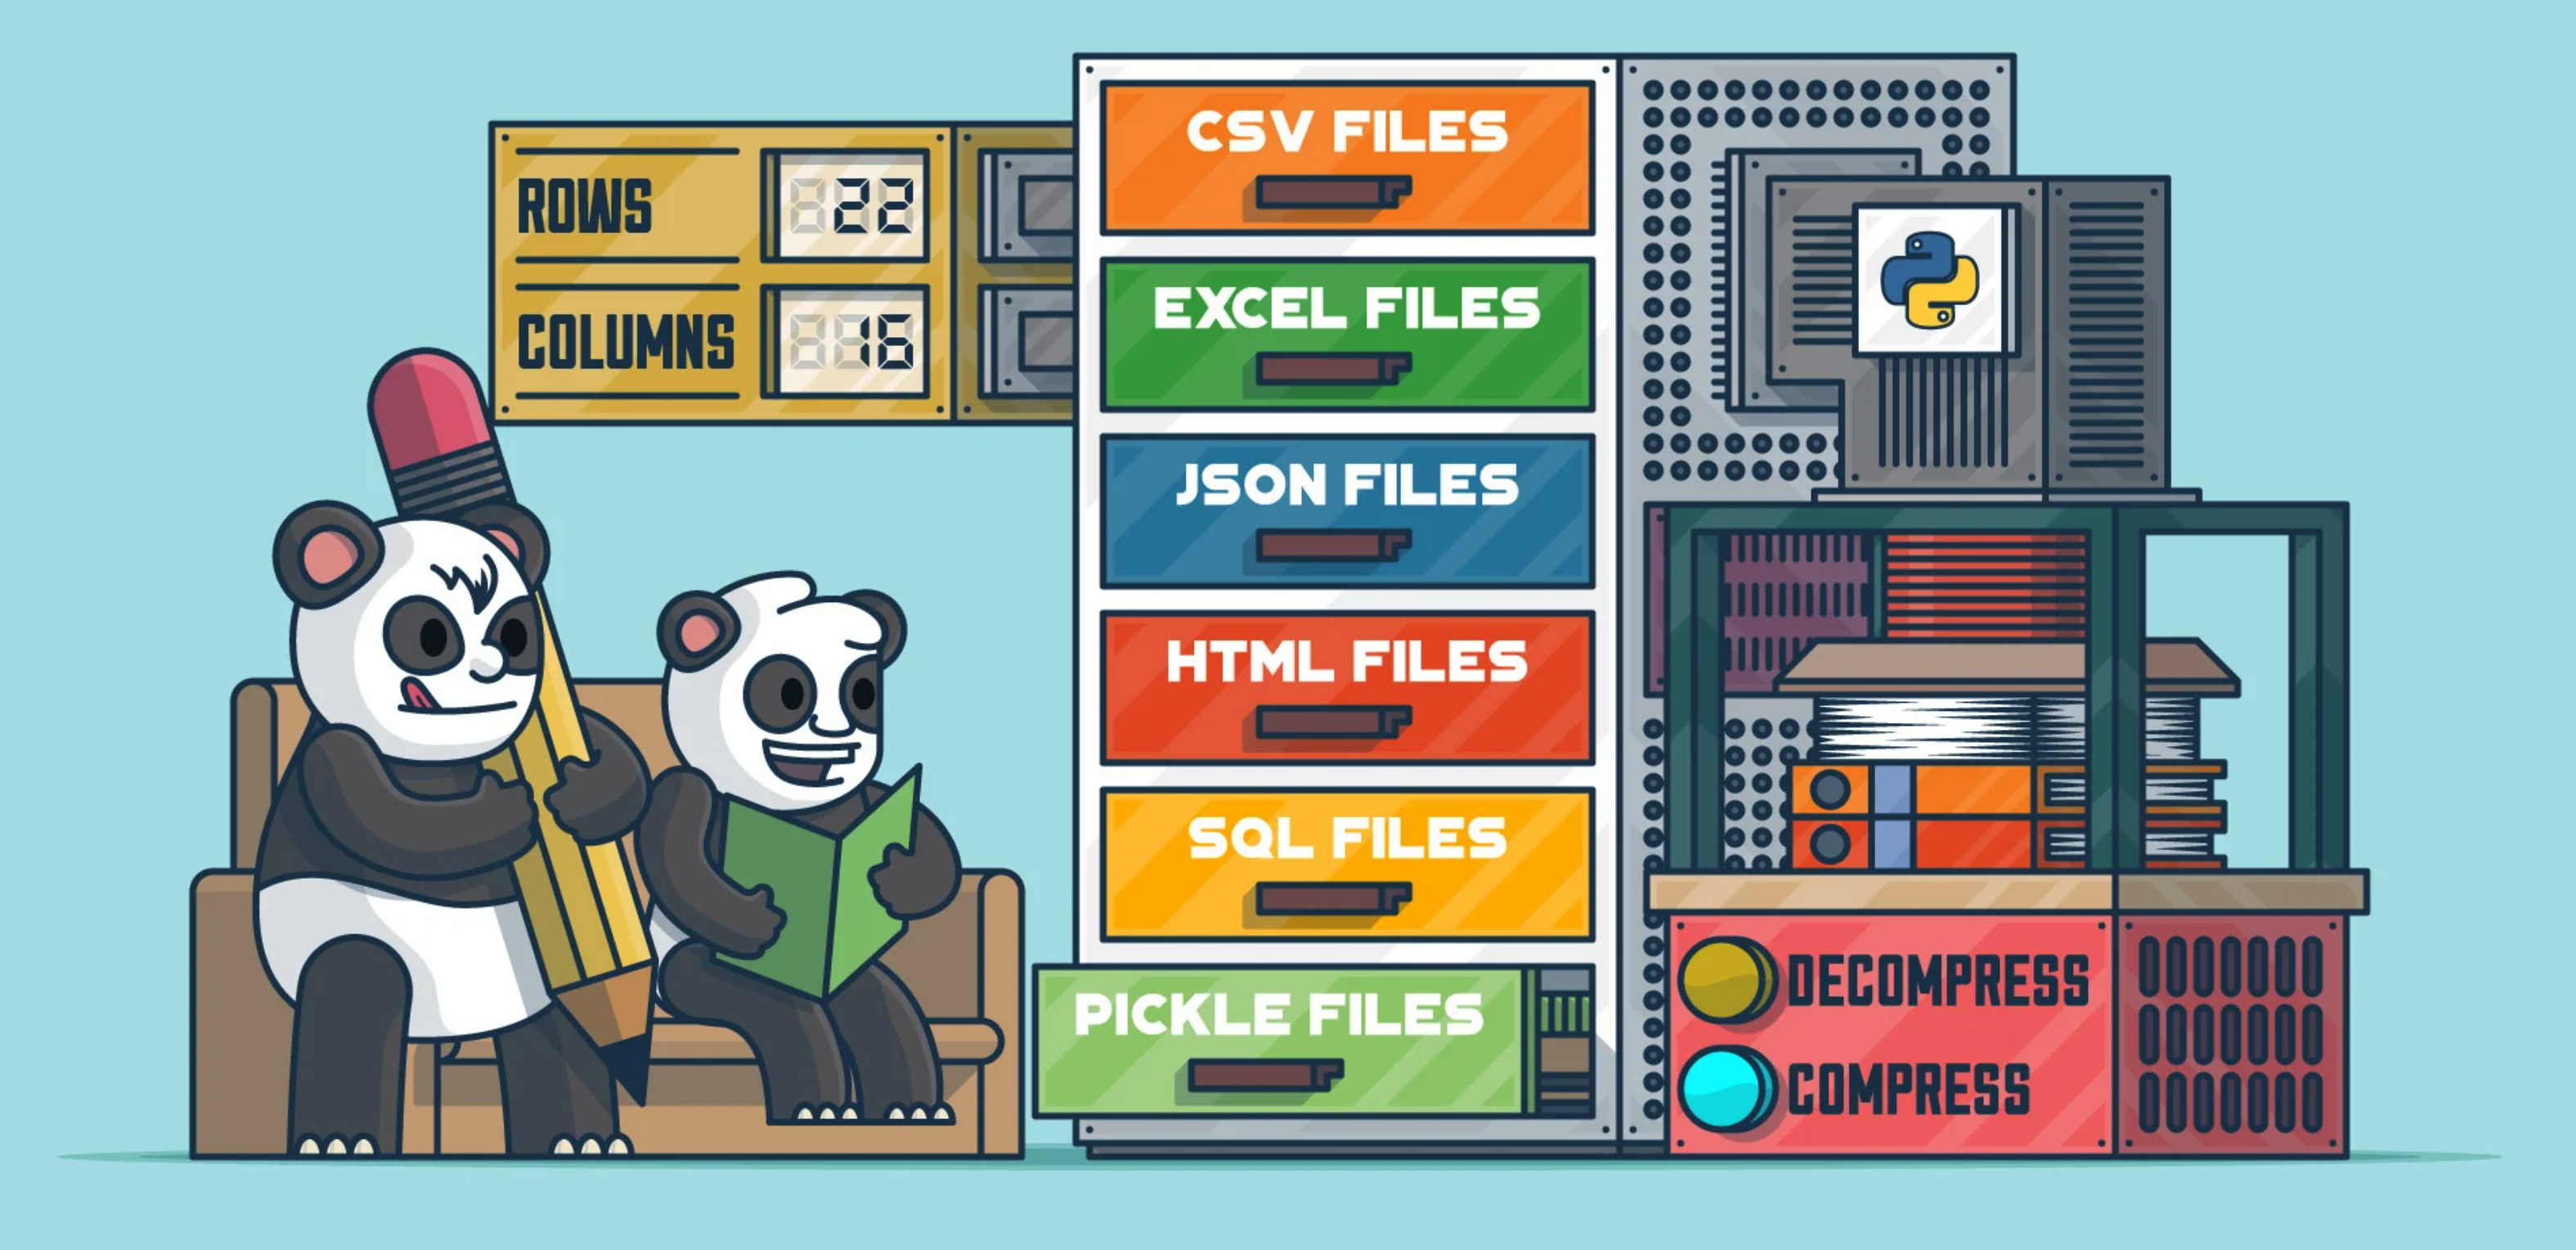 ROWS
22
COLUMNS
16
CSV FILES
EXCEL FILES
JSON FILES
HTML FILES
SQL FILES
PICKLE FILES
DECOMPRESS
COMPRESS